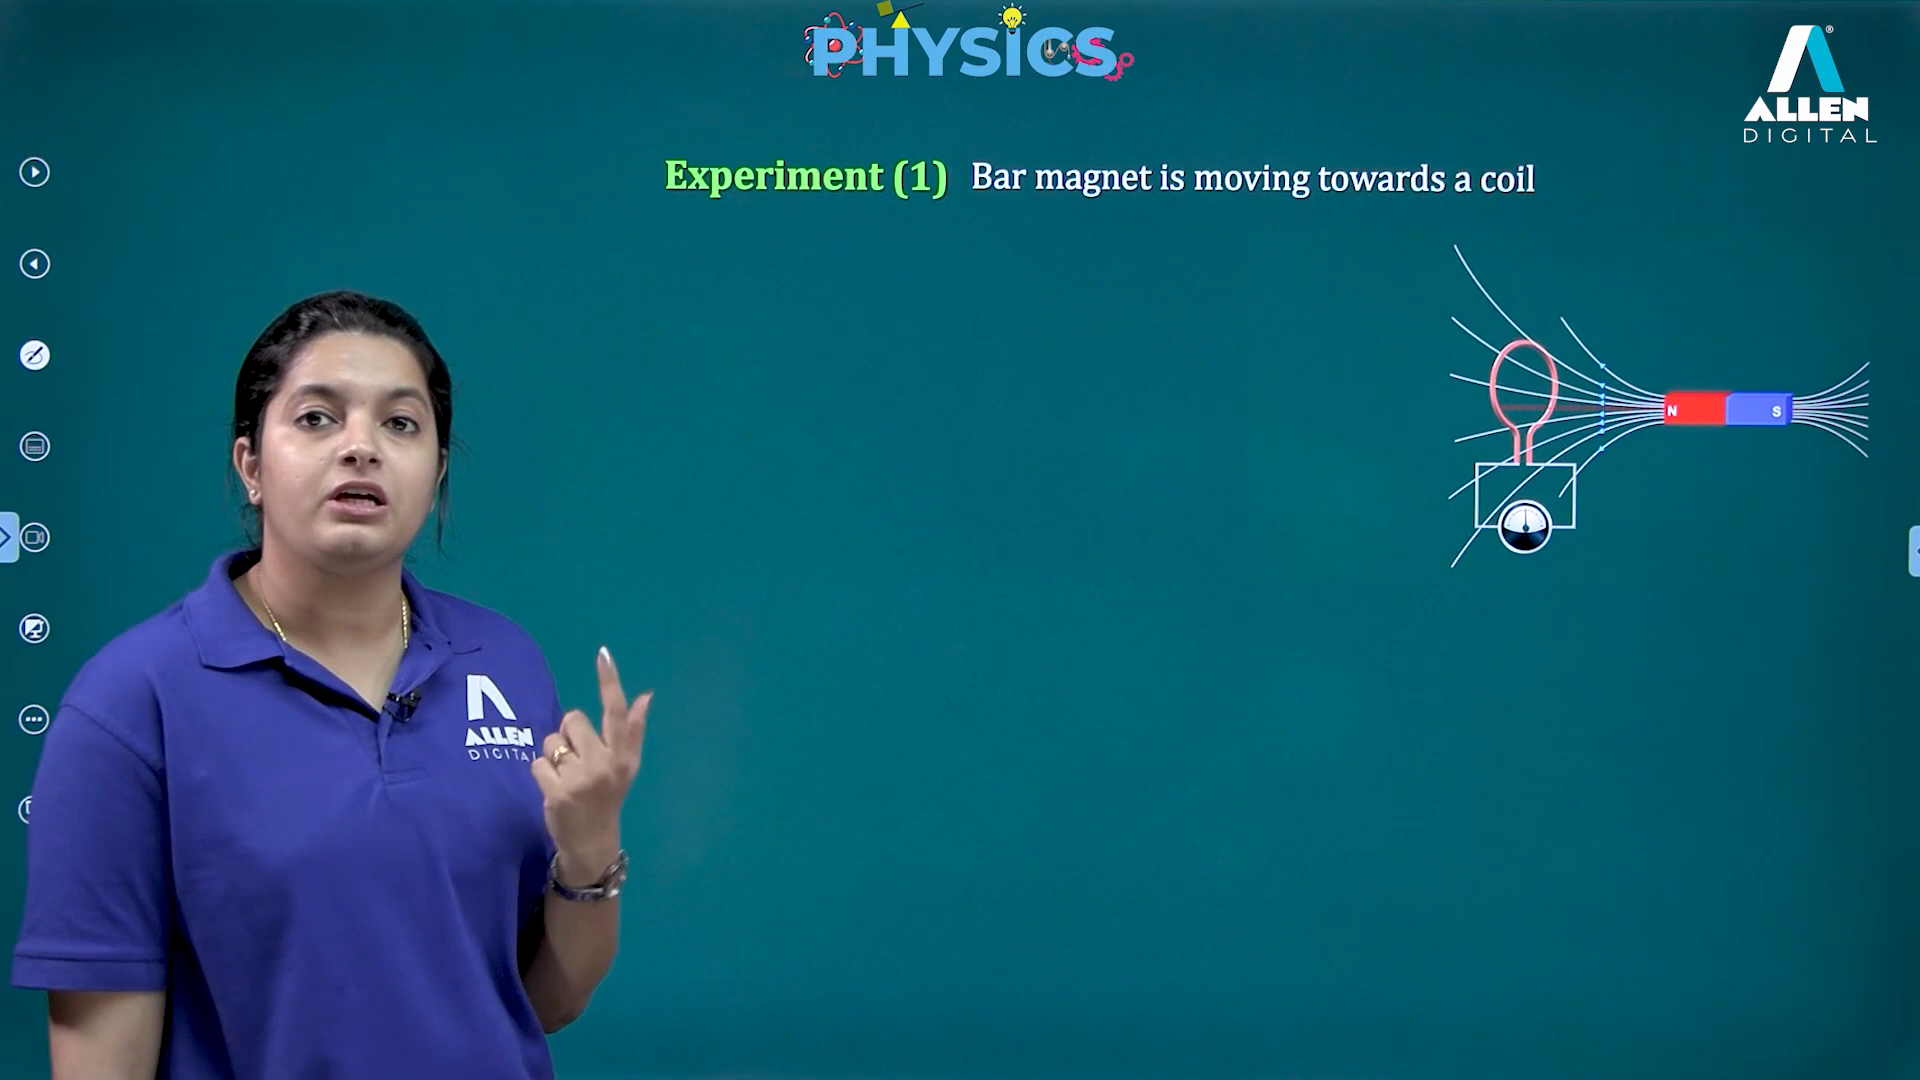 PHYSICS
ALLEN
DIGITAL
Experiment (1) Bar magnet is moving towards a coil
N S
ALLEN
DIGITAL